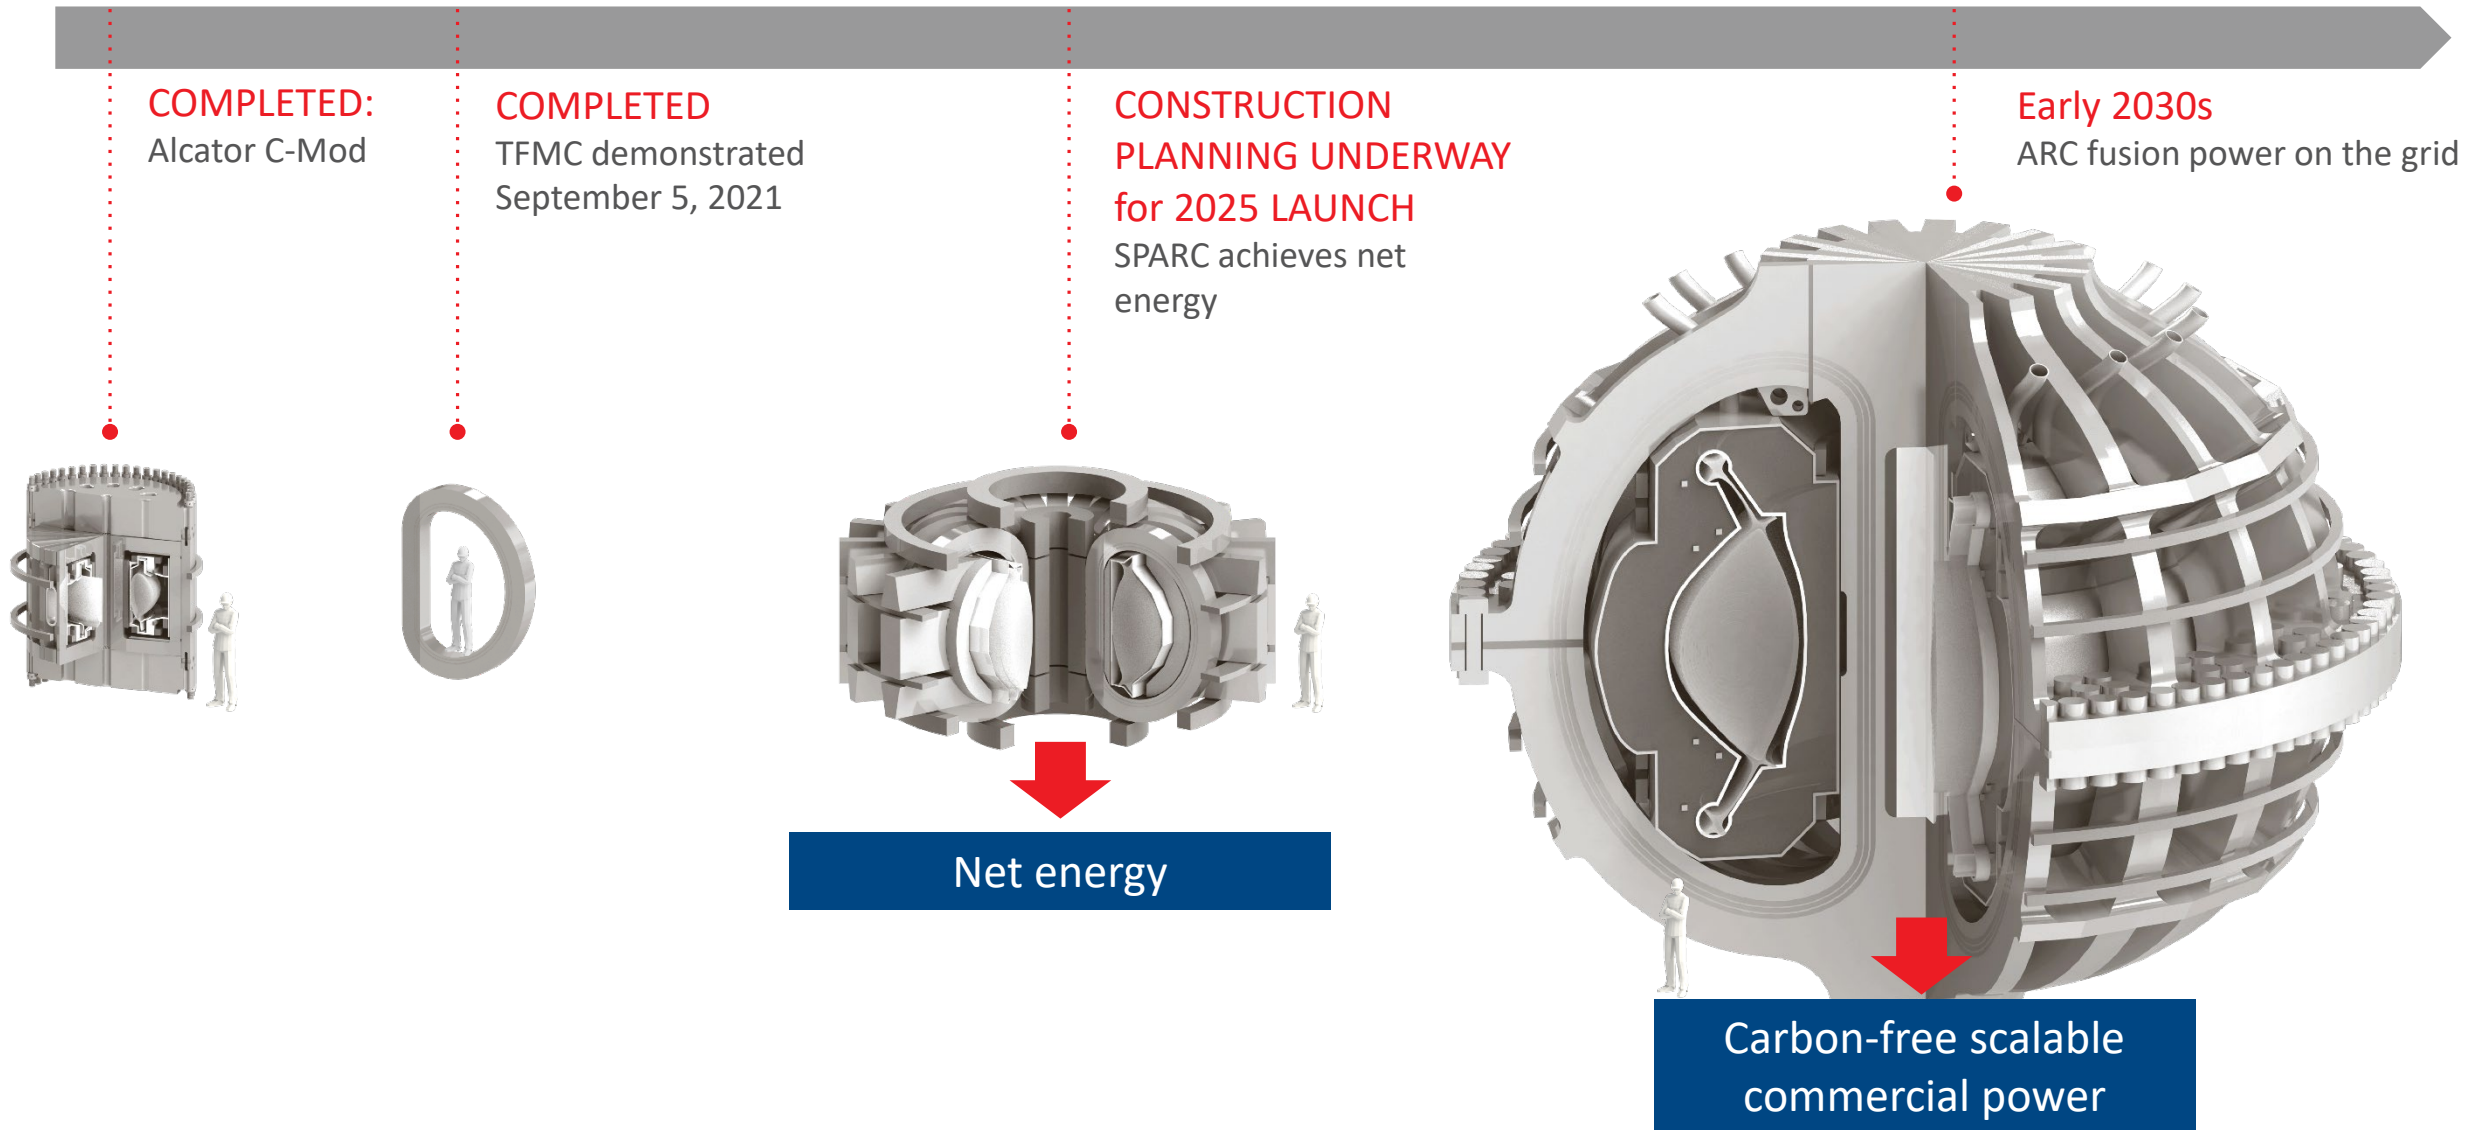 COMPLETED:
Alcator C-Mod
COMPLETED
TFMC demonstrated
September 5, 2021
CONSTRUCTION
PLANNING UNDERWAY
for 2025 LAUNCH
SPARC achieves net
energy
Early 2030s
ARC fusion power on the grid
Net energy
Carbon-free scalable
commercial power